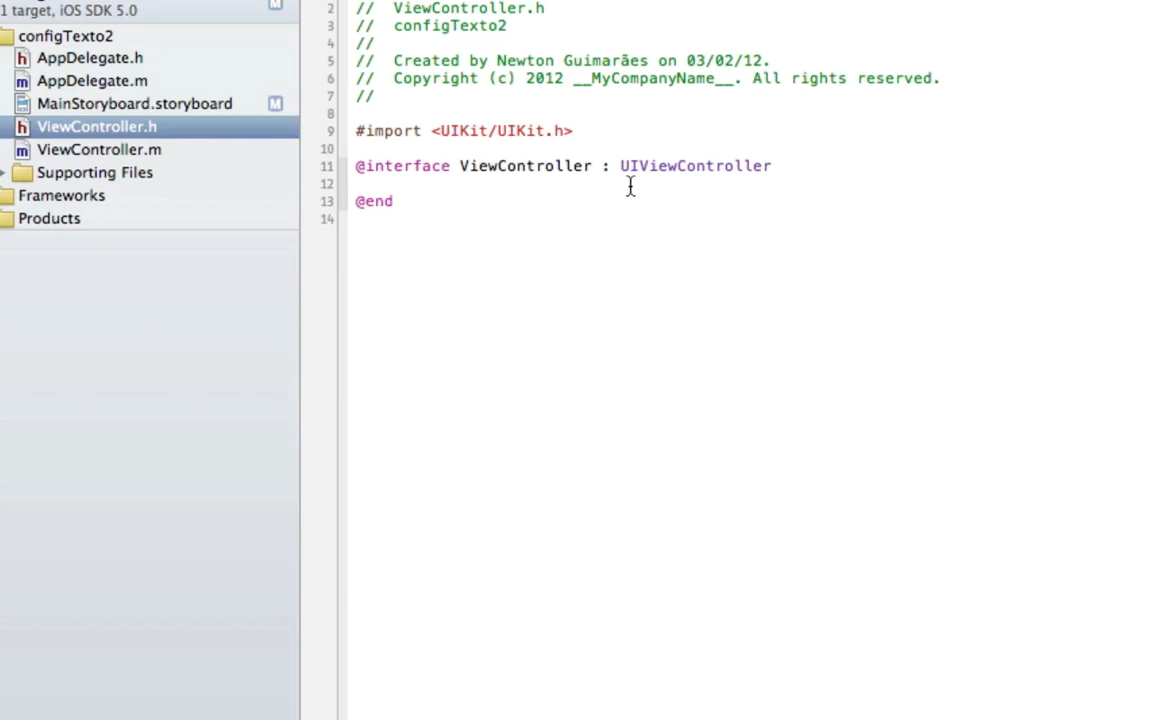 1 target, iOS SDK 5.0
M
configTexto2
h AppDelegate.h
m AppDelegate.m
MainStoryboard.storyboard M
h ViewController.h
m ViewController.m
Supporting Files
Frameworks
Products
2 // ViewController.h
3 // configTexto2
4 //
5 // Created by Newton Guimarães on 03/02/12.
6 // Copyright (c) 2012 __MyCompanyName__. All rights reserved.
7 //
8
9 #import <UIKit/UIKit.h>
10
11 @interface ViewController : UIViewController
12
13 @end
14